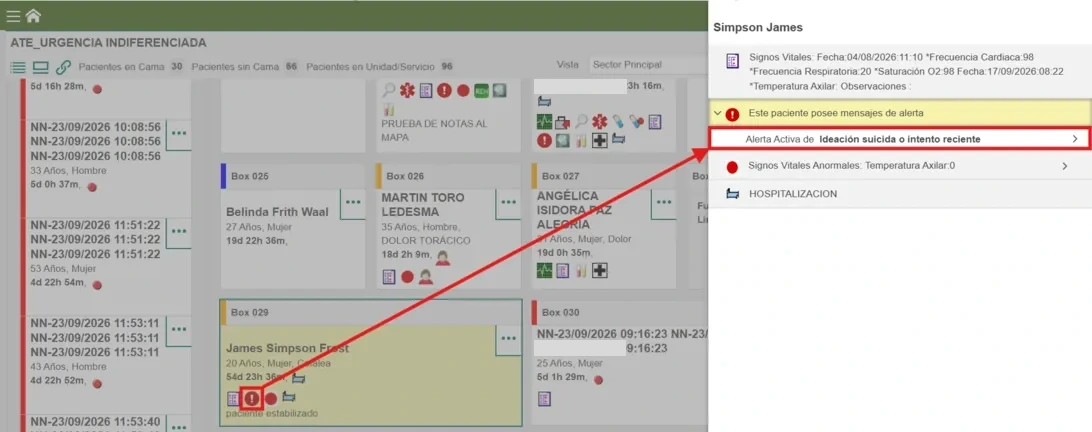 ATE_URGENCIA INDIFERENCIADA
Pacientes en Cama 30 Pacientes sin Cama 66 Pacientes en Unidad/Servicio 96
Vista Sector Principal
5d 16h 28m,
NN-23/09/2026 10:08:56
NN-23/09/2026 10:08:56
NN-23/09/2026 10:08:56
33 Años, Hombre
5d 0h 37m,
NN-23/09/2026 11:51:22
NN-23/09/2026 11:51:22
NN-23/09/2026 11:51:22
53 Años, Mujer
4d 22h 54m,
NN-23/09/2026 11:53:11
NN-23/09/2026 11:53:11
NN-23/09/2026 11:53:11
43 Años, Hombre
4d 22h 52m,
NN-23/09/2026 11:53:40
PRUEBA DE NOTAS AL
MAPA
3h 16m,
Box 025
Belinda Frith Waal
27 Años, Mujer
19d 22h 36m,
Box 026
MARTIN TORO
LEDESMA
35 Años, Hombre,
DOLOR TORÁCICO
18d 2h 9m,
Box 027
ANGÉLICA
ISIDORA PAZ
ALEGRIA
Años, Mujer, Dolor
19d 0h 35m,
Box 029
James Simpson Frost
20 Años, Mujer,
54d 23h 36m,
paciente estabilizado
Box 030
NN-23/09/2026 09:16:23 NN-23/
09:16:23
25 Años, Mujer
5d 1h 29m,
Simpson James
Signos Vitales: Fecha:04/08/2026:11:10 *Frecuencia Cardiaca:98
*Frecuencia Respiratoria:20 *Saturación O2:98 Fecha:17/09/2026:08:22
*Temperatura Axilar: Observaciones :
Este paciente posee mensajes de alerta
Alerta Activa de Ideación suicida o intento reciente
Signos Vitales Anormales: Temperatura Axilar:0
HOSPITALIZACION